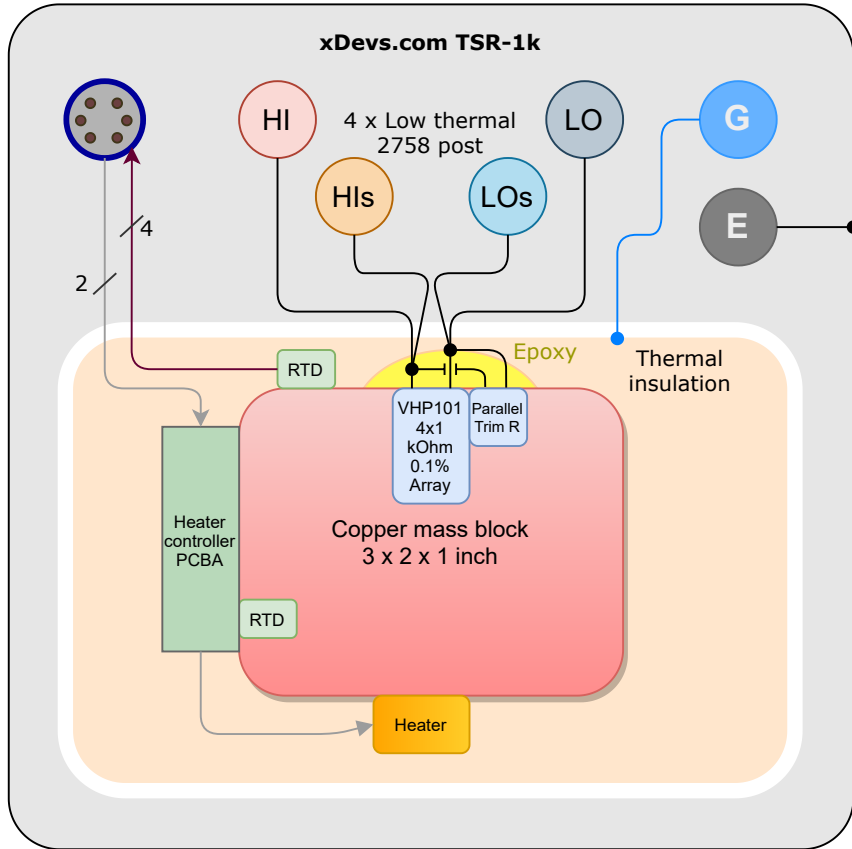 xDevs.com TSR-1k
HI
4 x Low thermal
2758 post
LO
G
HIs
LOs
E
4
2
Epoxy
RTD
Thermal
insulation
VHP101
4x1
kOhm
0.1%
Array
Parallel
Trim R
Heater
controller
PCBA
Copper mass block
3 x 2 x 1 inch
RTD
Heater